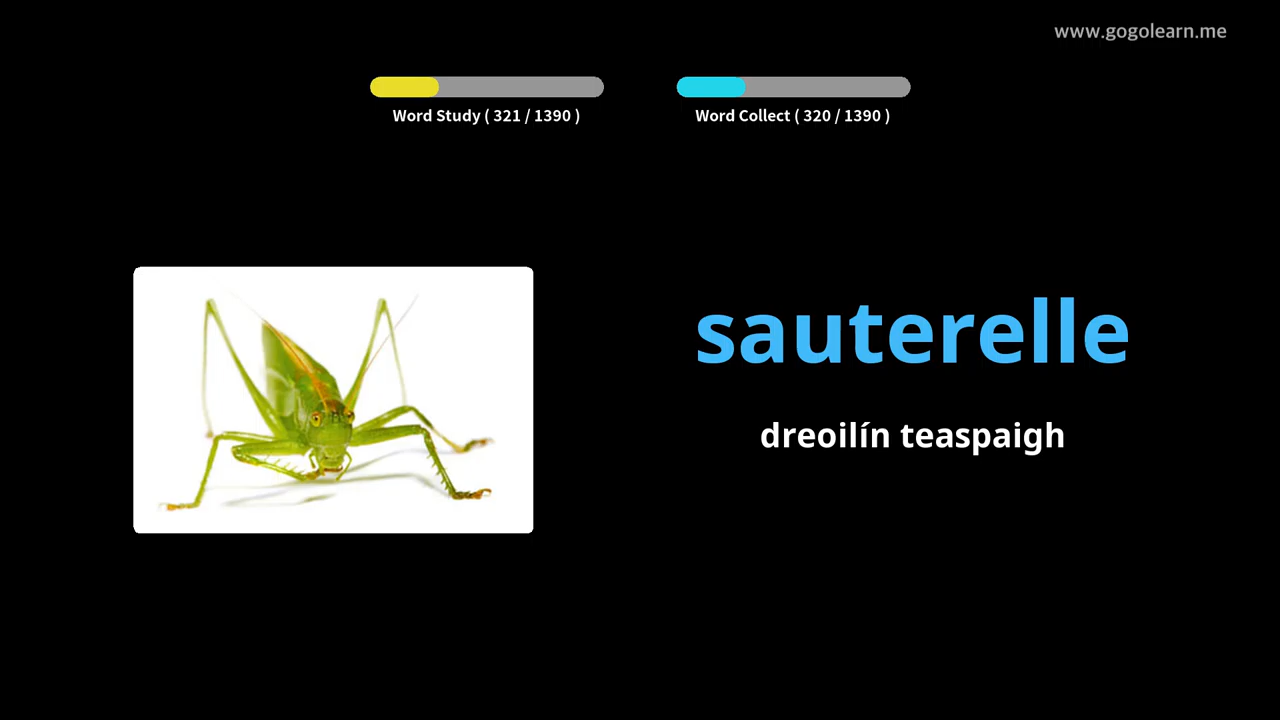 www.gogolearn.me
Word Study ( 321 / 1390 )
Word Collect ( 320 / 1390 )
sauterelle
dreoilín teaspaigh